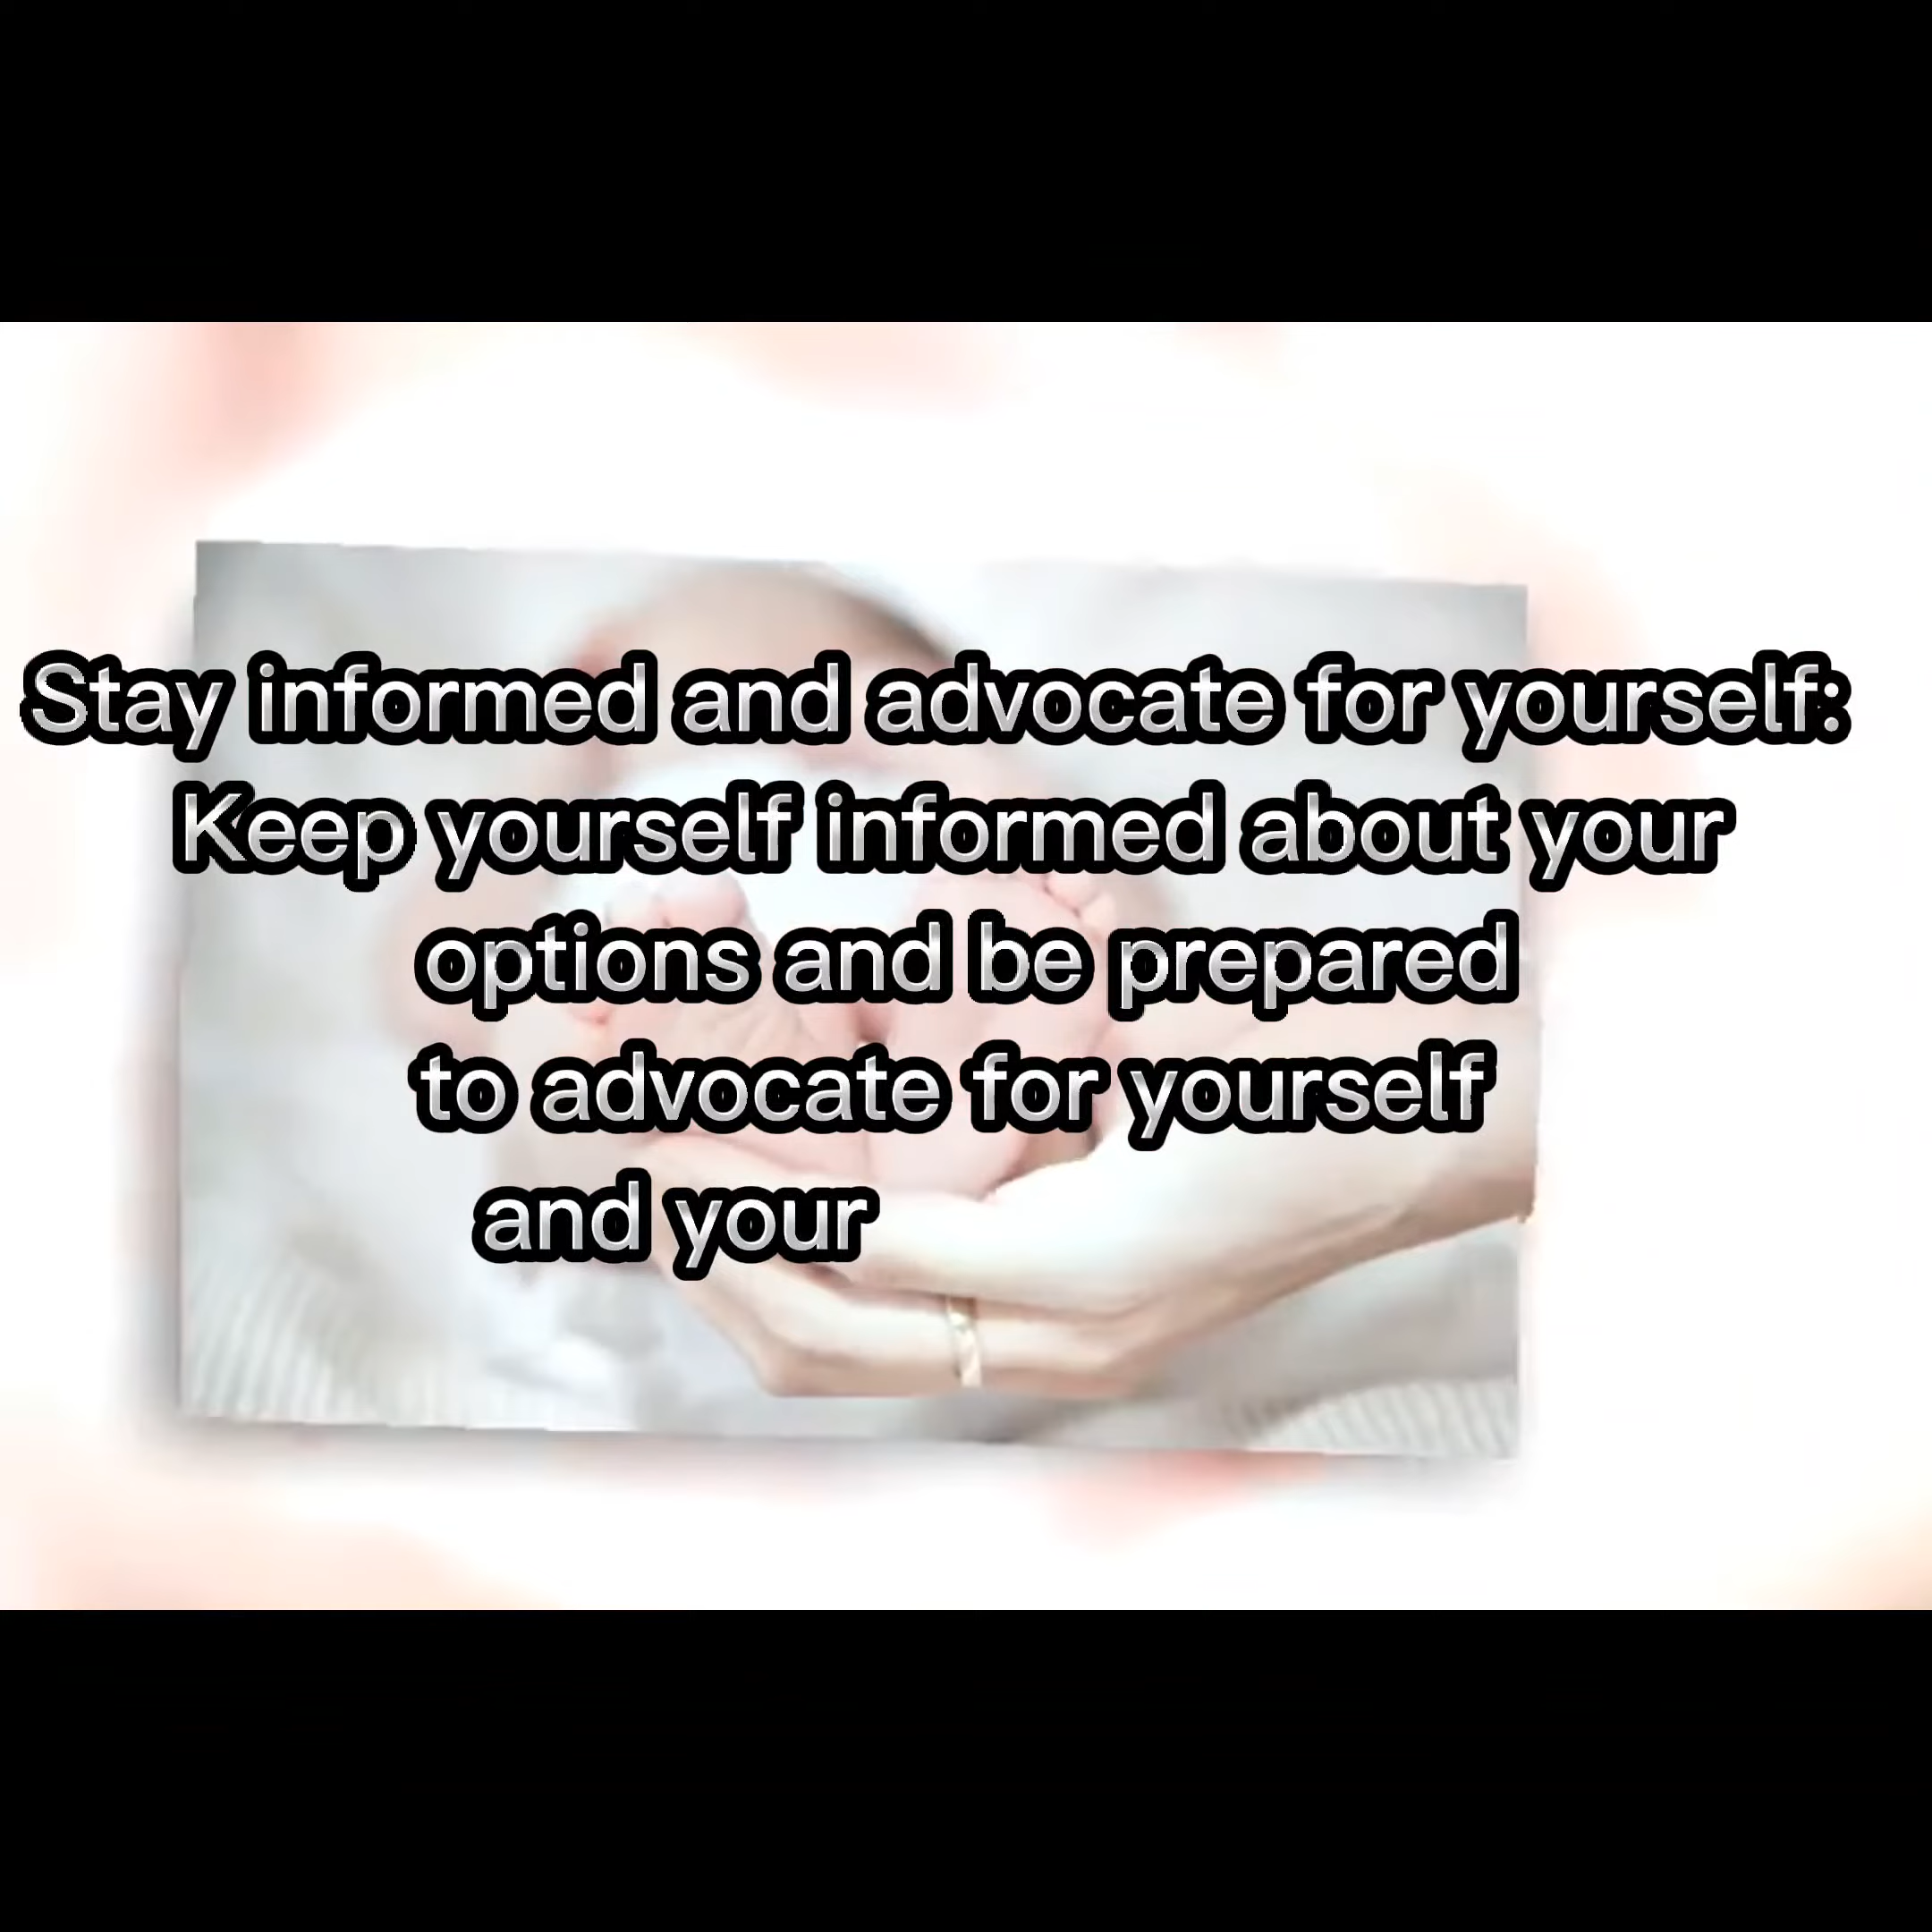 Stay informed and advocate for yourself:
Keep yourself informed about your
options and be prepared
to advocate for yourself
and your